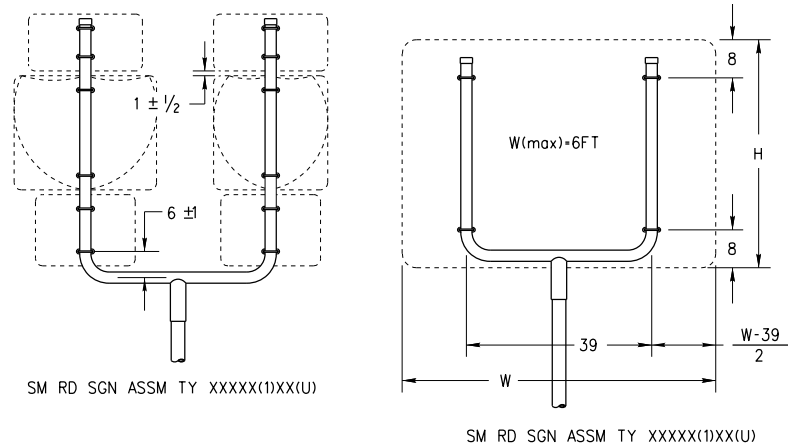 1 ± 1/2
6 ±1
SM RD SGN ASSM TY XXXXX(1)XX(U)
8
W(max)=6FT
H
8
39
W-39
2
W
SM RD SGN ASSM TY XXXXX(1)XX(U)